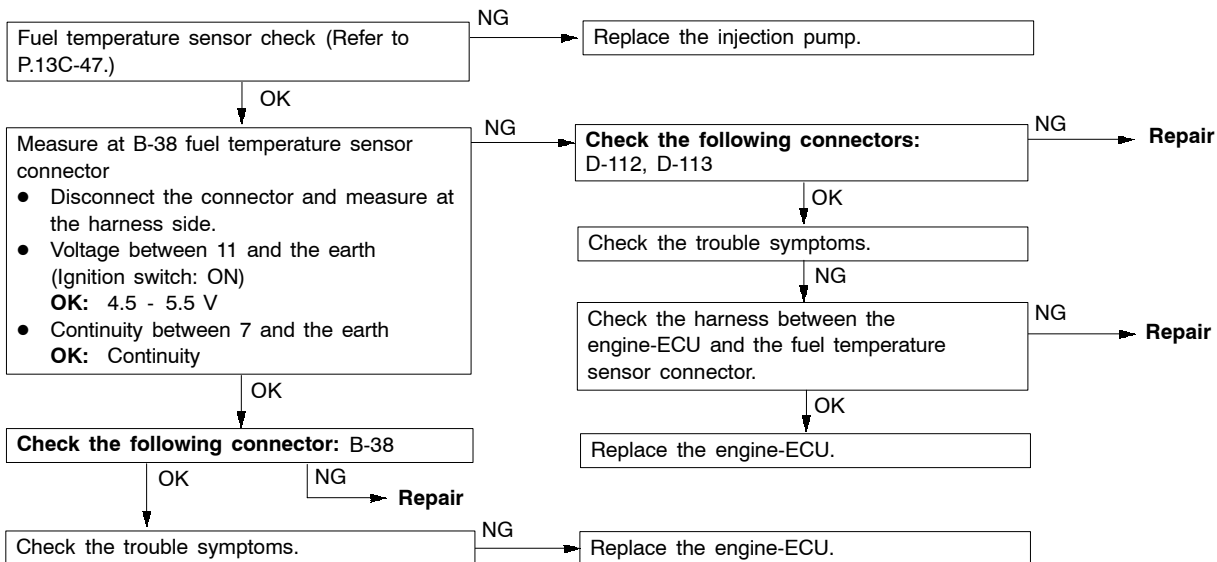 Fuel temperature sensor check (Refer to
P.13C-47.)
NG
Replace the injection pump.
OK
Measure at B-38 fuel temperature sensor
connector
● Disconnect the connector and measure at
the harness side.
● Voltage between 11 and the earth
(Ignition switch: ON)
OK: 4.5 - 5.5 V
● Continuity between 7 and the earth
OK: Continuity
NG
Check the following connectors:
D-112, D-113
NG
Repair
OK
Check the trouble symptoms.
NG
Check the harness between the
engine-ECU and the fuel temperature
sensor connector.
NG
Repair
OK
Replace the engine-ECU.
OK
Check the following connector: B-38
OK
NG
Repair
Check the trouble symptoms.
NG
Replace the engine-ECU.